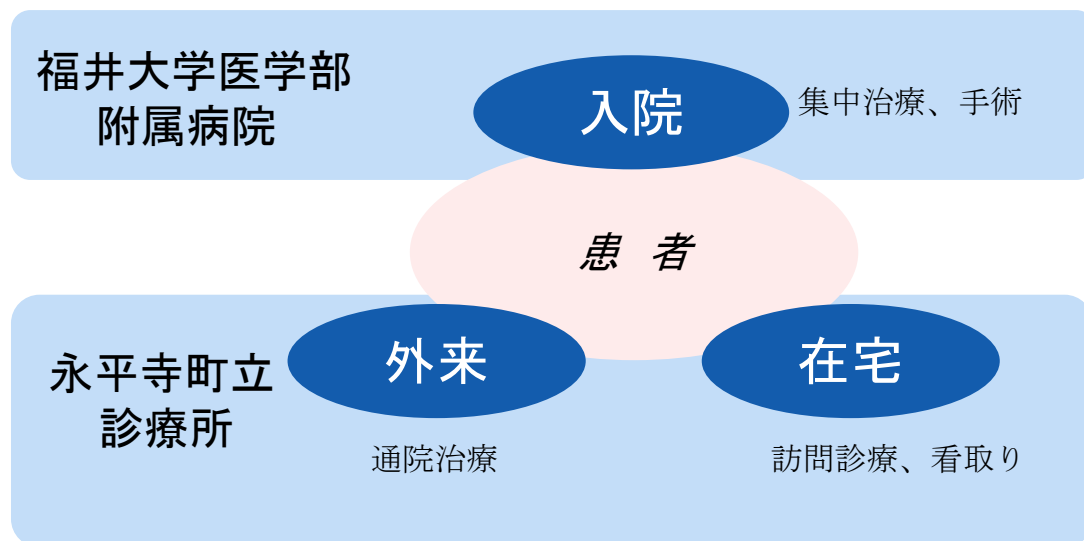 福井大学医学部
附属病院
入院
集中治療、手術
患 者
永平寺町立
診療所
外来
在宅
通院治療
訪問診療、看取り